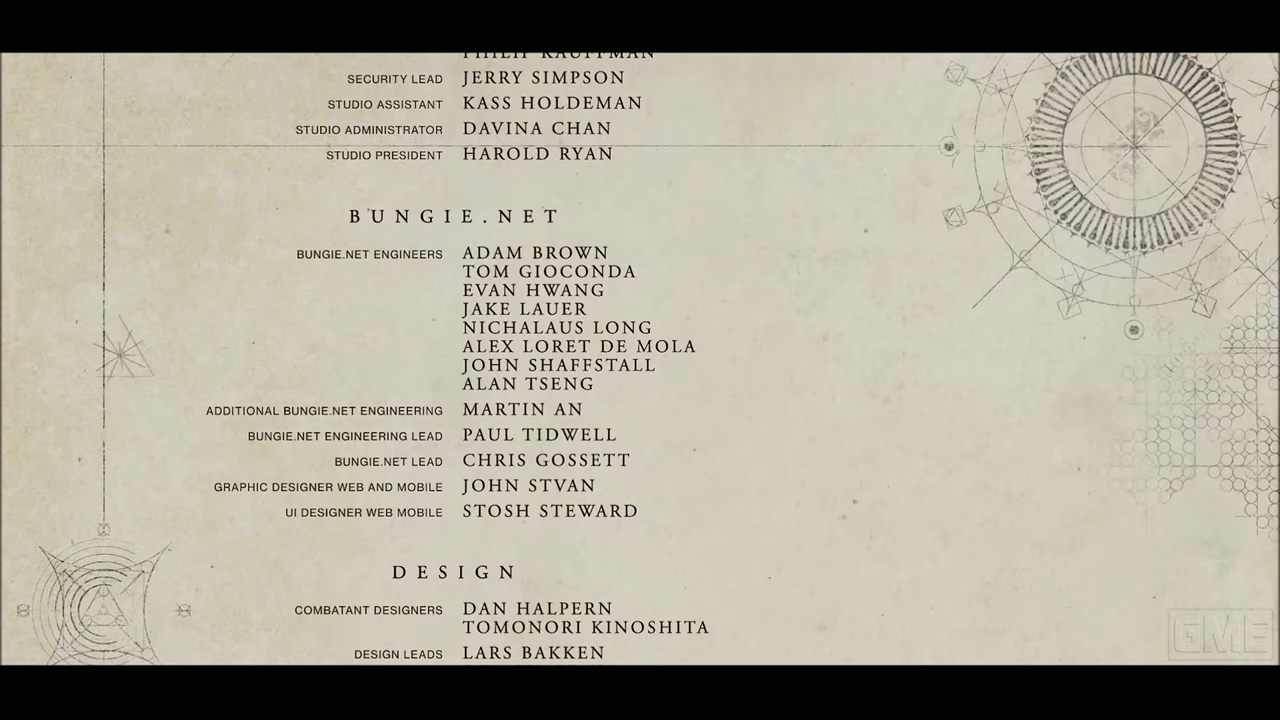 PHILIP KAUFFMAN
SECURITY LEAD JERRY SIMPSON
STUDIO ASSISTANT KASS HOLDEMAN
STUDIO ADMINISTRATOR DAVINA CHAN
STUDIO PRESIDENT HAROLD RYAN
BUNGIE.NET
BUNGIE.NET ENGINEERS ADAM BROWN
TOM GIOCONDA
EVAN HWANG
JAKE LAUER
NICHALAUS LONG
ALEX LORET DE MOLA
JOHN SHAFFSTALL
ALAN TSENG
ADDITIONAL BUNGIE.NET ENGINEERING MARTIN AN
BUNGIE.NET ENGINEERING LEAD PAUL TIDWELL
BUNGIE.NET LEAD CHRIS GOSSETT
GRAPHIC DESIGNER WEB AND MOBILE JOHN STVAN
UI DESIGNER WEB MOBILE STOSH STEWARD
DESIGN
COMBATANT DESIGNERS DAN HALPERN
TOMONORI KINOSHITA
GME
DESIGN LEADS LARS BAKKEN